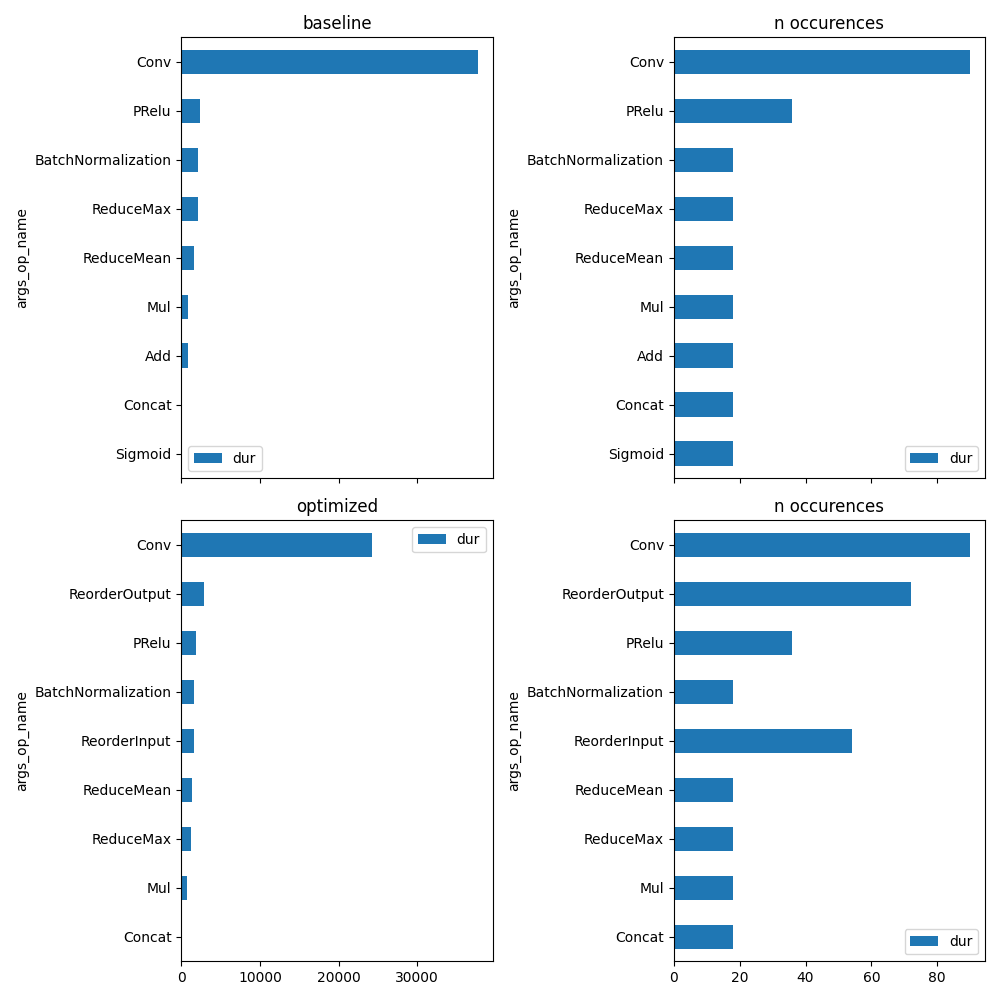 baseline
Conv
PRelu
BatchNormalization
ReduceMax
ReduceMean
Mul
Add
Concat
Sigmoid
args_op_name
dur
n occurences
Conv
PRelu
BatchNormalization
ReduceMax
ReduceMean
Mul
Add
Concat
Sigmoid
args_op_name
dur
optimized
Conv
ReorderOutput
PRelu
BatchNormalization
ReorderInput
ReduceMean
ReduceMax
Mul
Concat
args_op_name
dur
0 10000 20000 30000
n occurences
Conv
ReorderOutput
PRelu
BatchNormalization
ReorderInput
ReduceMean
ReduceMax
Mul
Concat
args_op_name
dur
0 20 40 60 80